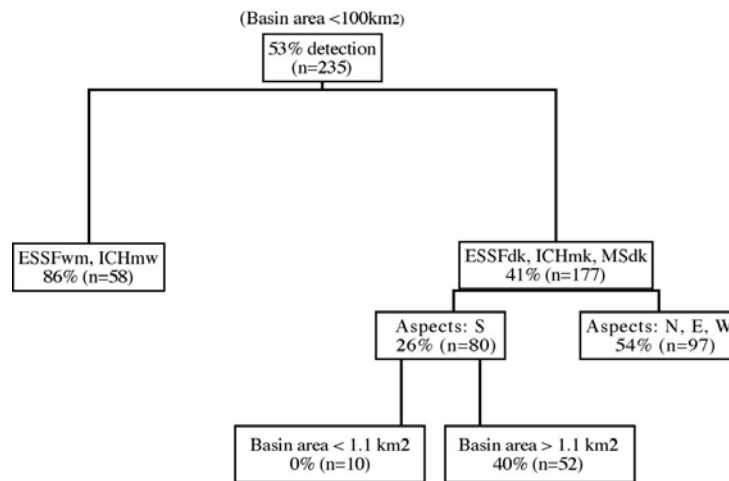 (Basin area <100km2)
53% detection
(n=235)
ESSFwm, ICHmw
86% (n=58)
ESSFdk, ICHmk, MSdk
41% (n=177)
Aspects: S
26% (n=80)
Aspects: N, E, W
54% (n=97)
Basin area < 1.1 km2
0% (n=10)
Basin area > 1.1 km2
40% (n=52)